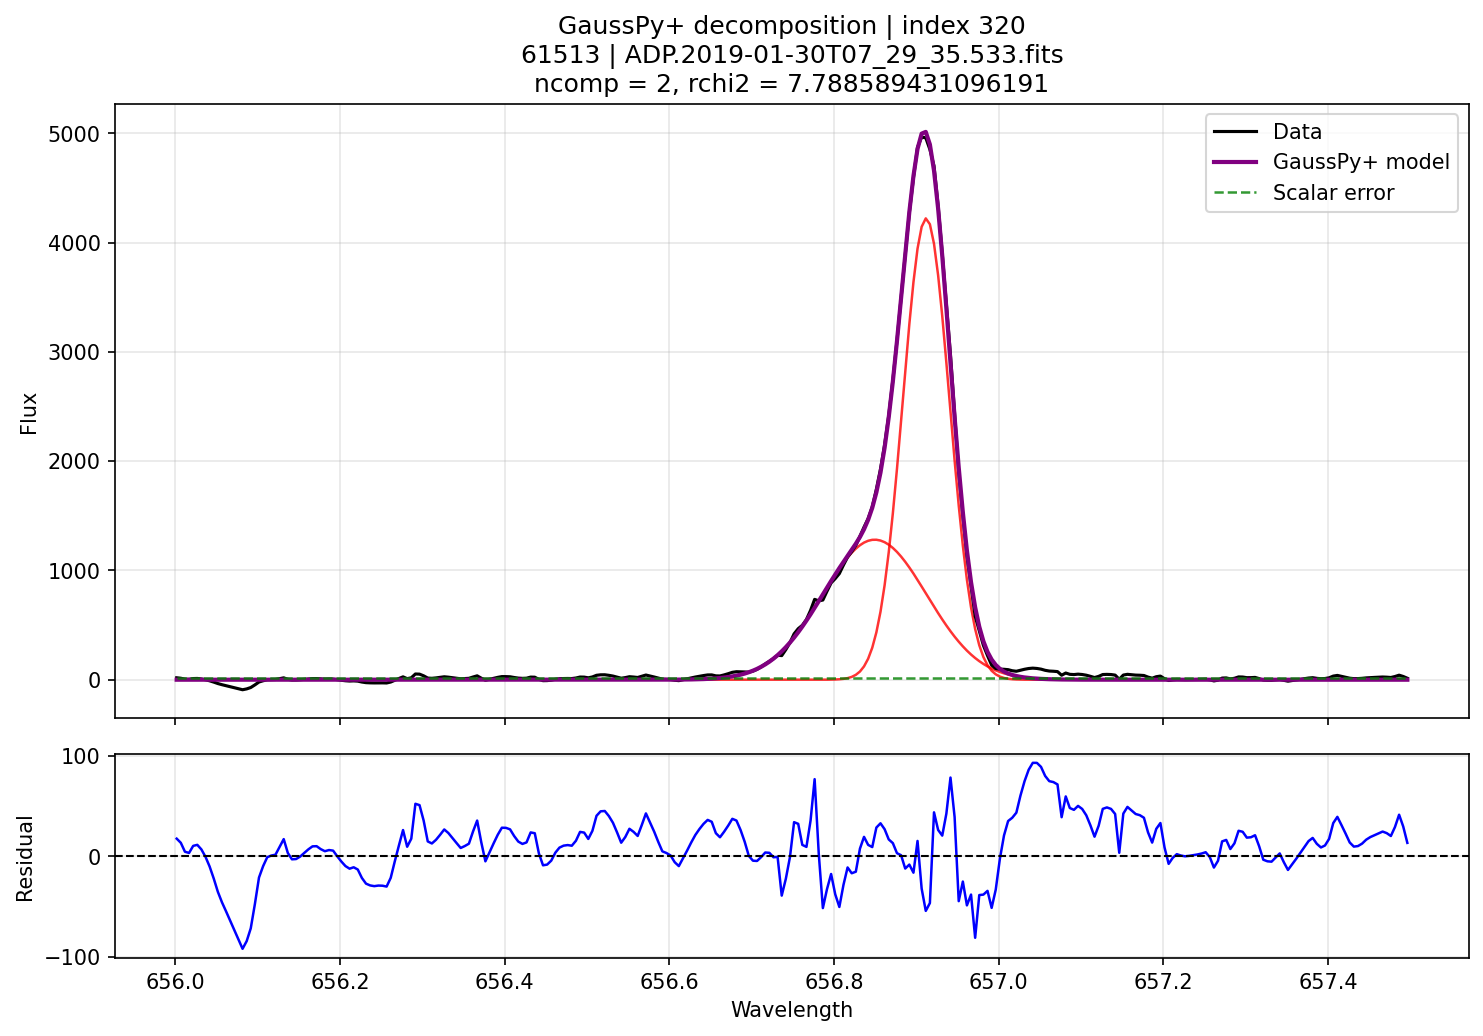 GaussPy+ decomposition | index 320
61513 | ADP.2019-01-30T07_29_35.533.fits
ncomp = 2, rchi2 = 7.788589431096191
Data
GaussPy+ model
Scalar error
5000
4000
3000
2000
1000
0
Flux
100
0
−100
Residual
656.0 656.2 656.4 656.6 656.8 657.0 657.2 657.4
Wavelength